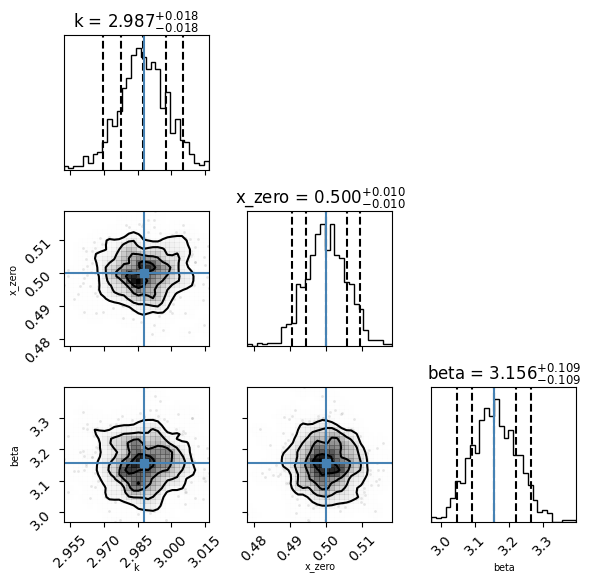 k = 2.987+0.018−0.018
x_zero = 0.500+0.010−0.010
beta = 3.156+0.109−0.109
x_zero
0.51
0.50
0.49
0.48
beta
3.3
3.2
3.1
3.0
2.955 2.970 2.985 3.000 3.015
k
0.48 0.49 0.50 0.51
x_zero
3.0 3.1 3.2 3.3
beta